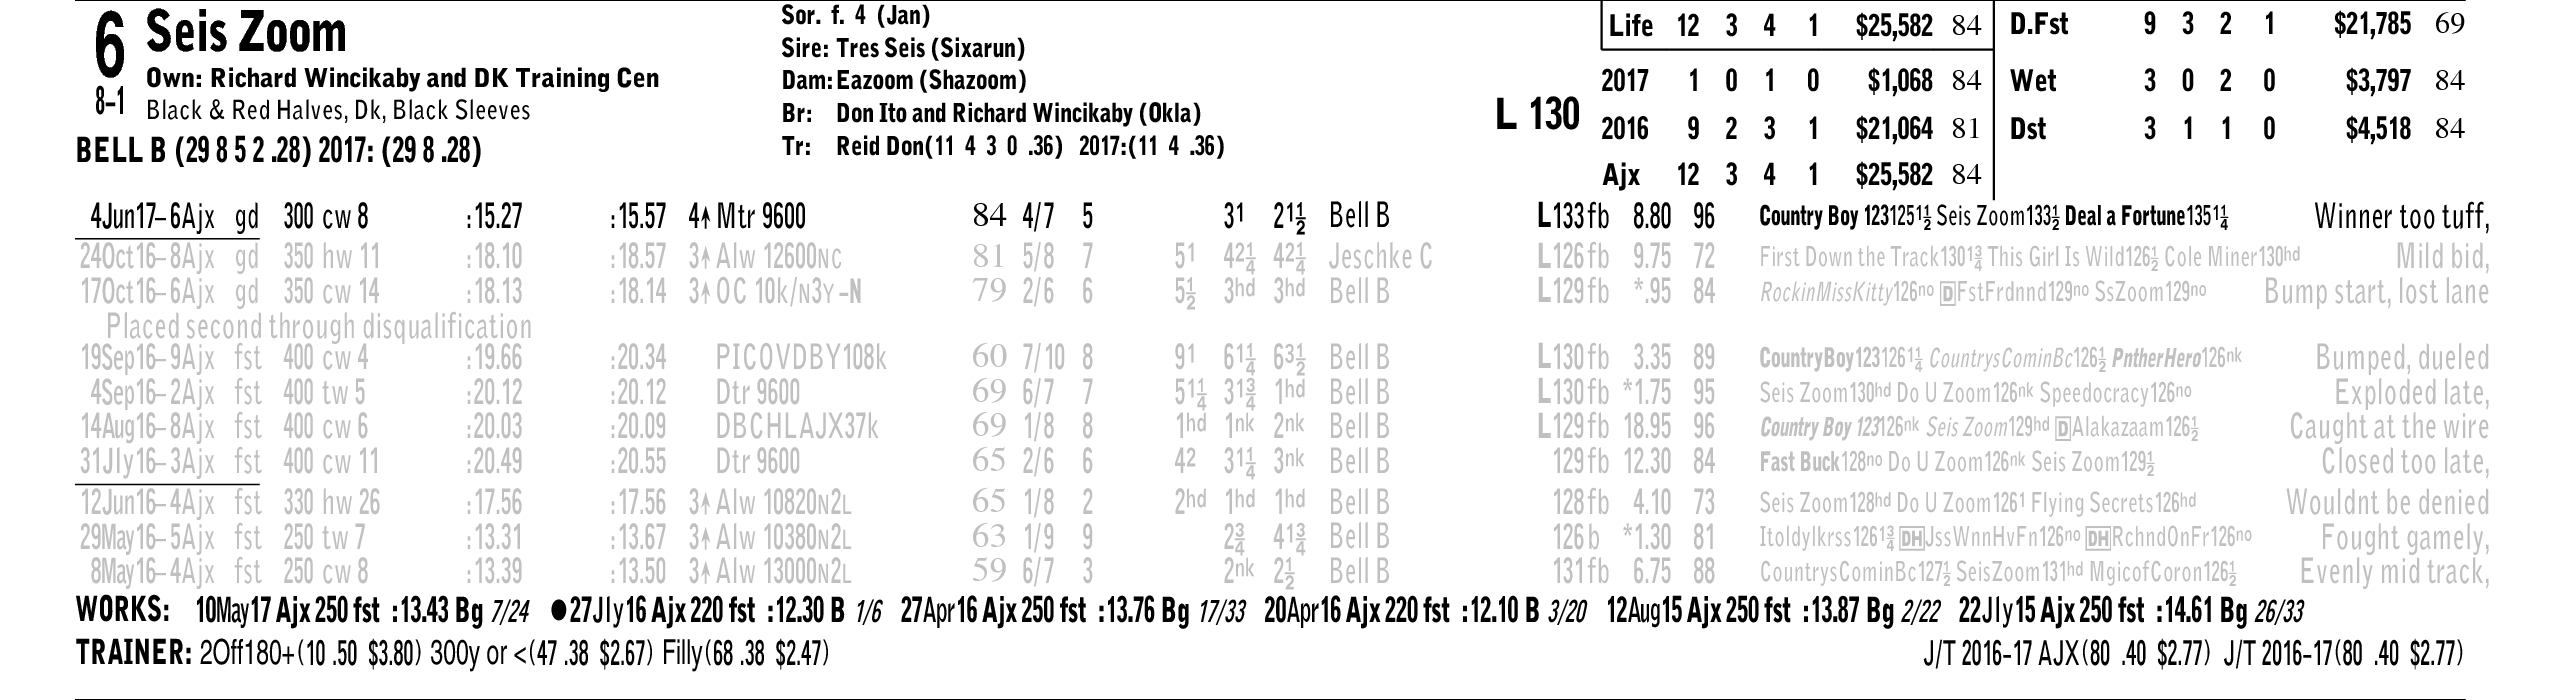 6 Seis Zoom
Own: Richard Wincikaby and DK Training Cen
8–1 Black & Red Halves, Dk, Black Sleeves
BELL B (29 8 5 2 .28) 2017: (29 8 .28)
Sor. f. 4 (Jan)
Sire: Tres Seis (Sixarun)
Dam: Eazoom (Shazoom)
Br: Don Ito and Richard Wincikaby (Okla)
Tr: Reid Don(11 4 3 0 .36) 2017:(11 4 .36)
L 130
Life 12 3 4 1 $25,582 84 D.Fst 9 3 2 1 $21,785 69
2017 1 0 1 0 $1,068 84 Wet 3 0 2 0 $3,797 84
2016 9 2 3 1 $21,064 81 Dst 3 1 1 0 $4,518 84
Ajx 12 3 4 1 $25,582 84
4Jun17–6Ajx gd 300 cw 8 :15.27 :15.57 4↑ Mtr 9600 84 4/7 5 3¹ 2¹½ Bell B L133fb 8.80 96 Country Boy 123125¹½ Seis Zoom133½ Deal a Fortune135¹¼ Winner too tuff,
24Oct16–8Ajx gd 350 hw 11 :18.10 :18.57 3↑ Alw 12600NC 81 5/8 7 5¹ 4²¼ 4²¼ Jeschke C L126fb 9.75 72 First Down the Track130¹¾ This Girl Is Wild126½ Cole Miner130hd Mild bid,
17Oct16–6Ajx gd 350 cw 14 :18.13 :18.14 3↑ OC 10k/N3Y –N 79 2/6 6 5½ 3hd 3hd Bell B L129fb *.95 84 RockinMissKitty126no DFstFrdnnd129no SsZoom129no Bump start, lost lane
Placed second through disqualification
19Sep16–9Ajx fst 400 cw 4 :19.66 :20.34 PICOVDBY108k 60 7/10 8 9¹ 6¹¼ 6³½ Bell B L130fb 3.35 89 CountryBoy123126¹¼ CountrysCominBc126½ PntherHero126nk Bumped, dueled
4Sep16–2Ajx fst 400 tw 5 :20.12 :20.12 Dtr 9600 69 6/7 7 5¹¼ 3¹¾ 1hd Bell B L130fb *1.75 95 Seis Zoom130hd Do U Zoom126nk Speedocracy126no Exploded late,
14Aug16–8Ajx fst 400 cw 6 :20.03 :20.09 DBCHLAJX37k 69 1/8 8 1hd 1nk 2nk Bell B L129fb 18.95 96 Country Boy 123126nk Seis Zoom129hd DAlakazaam126½ Caught at the wire
31Jly16–3Ajx fst 400 cw 11 :20.49 :20.55 Dtr 9600 65 2/6 6 4² 3¹¼ 3nk Bell B 129fb 12.30 84 Fast Buck128no Do U Zoom126nk Seis Zoom129½ Closed too late,
12Jun16–4Ajx fst 330 hw 26 :17.56 :17.56 3↑ Alw 10820N2L 65 1/8 2 2hd 1hd 1hd Bell B 128fb 4.10 73 Seis Zoom128hd Do U Zoom126¹ Flying Secrets126hd Wouldnt be denied
29May16–5Ajx fst 250 tw 7 :13.31 :13.67 3↑ Alw 10380N2L 63 1/9 9 2¾ 4¹¾ Bell B 126b *1.30 81 ItoldyIkrss126¹¾ DHJssWnnHvFn126no DHRchndOnFr126no Fought gamely,
8May16–4Ajx fst 250 cw 8 :13.39 :13.50 3↑ Alw 13000N2L 59 6/7 3 2nk 2½ Bell B 131fb 6.75 88 CountrysCominBc127½ SeisZoom131hd MgicofCoron126½ Evenly mid track,
WORKS: 10May17 Ajx 250 fst :13.43 Bg 7/24 ●27Jly16 Ajx 220 fst :12.30 B 1/6 27Apr16 Ajx 250 fst :13.76 Bg 17/33 20Apr16 Ajx 220 fst :12.10 B 3/20 12Aug15 Ajx 250 fst :13.87 Bg 2/22 22Jly15 Ajx 250 fst :14.61 Bg 26/33
TRAINER: 2Off180+(10 .50 $3.80) 300y or <(47 .38 $2.67) Filly(68 .38 $2.47) J/T 2016-17 AJX(80 .40 $2.77) J/T 2016-17(80 .40 $2.77)